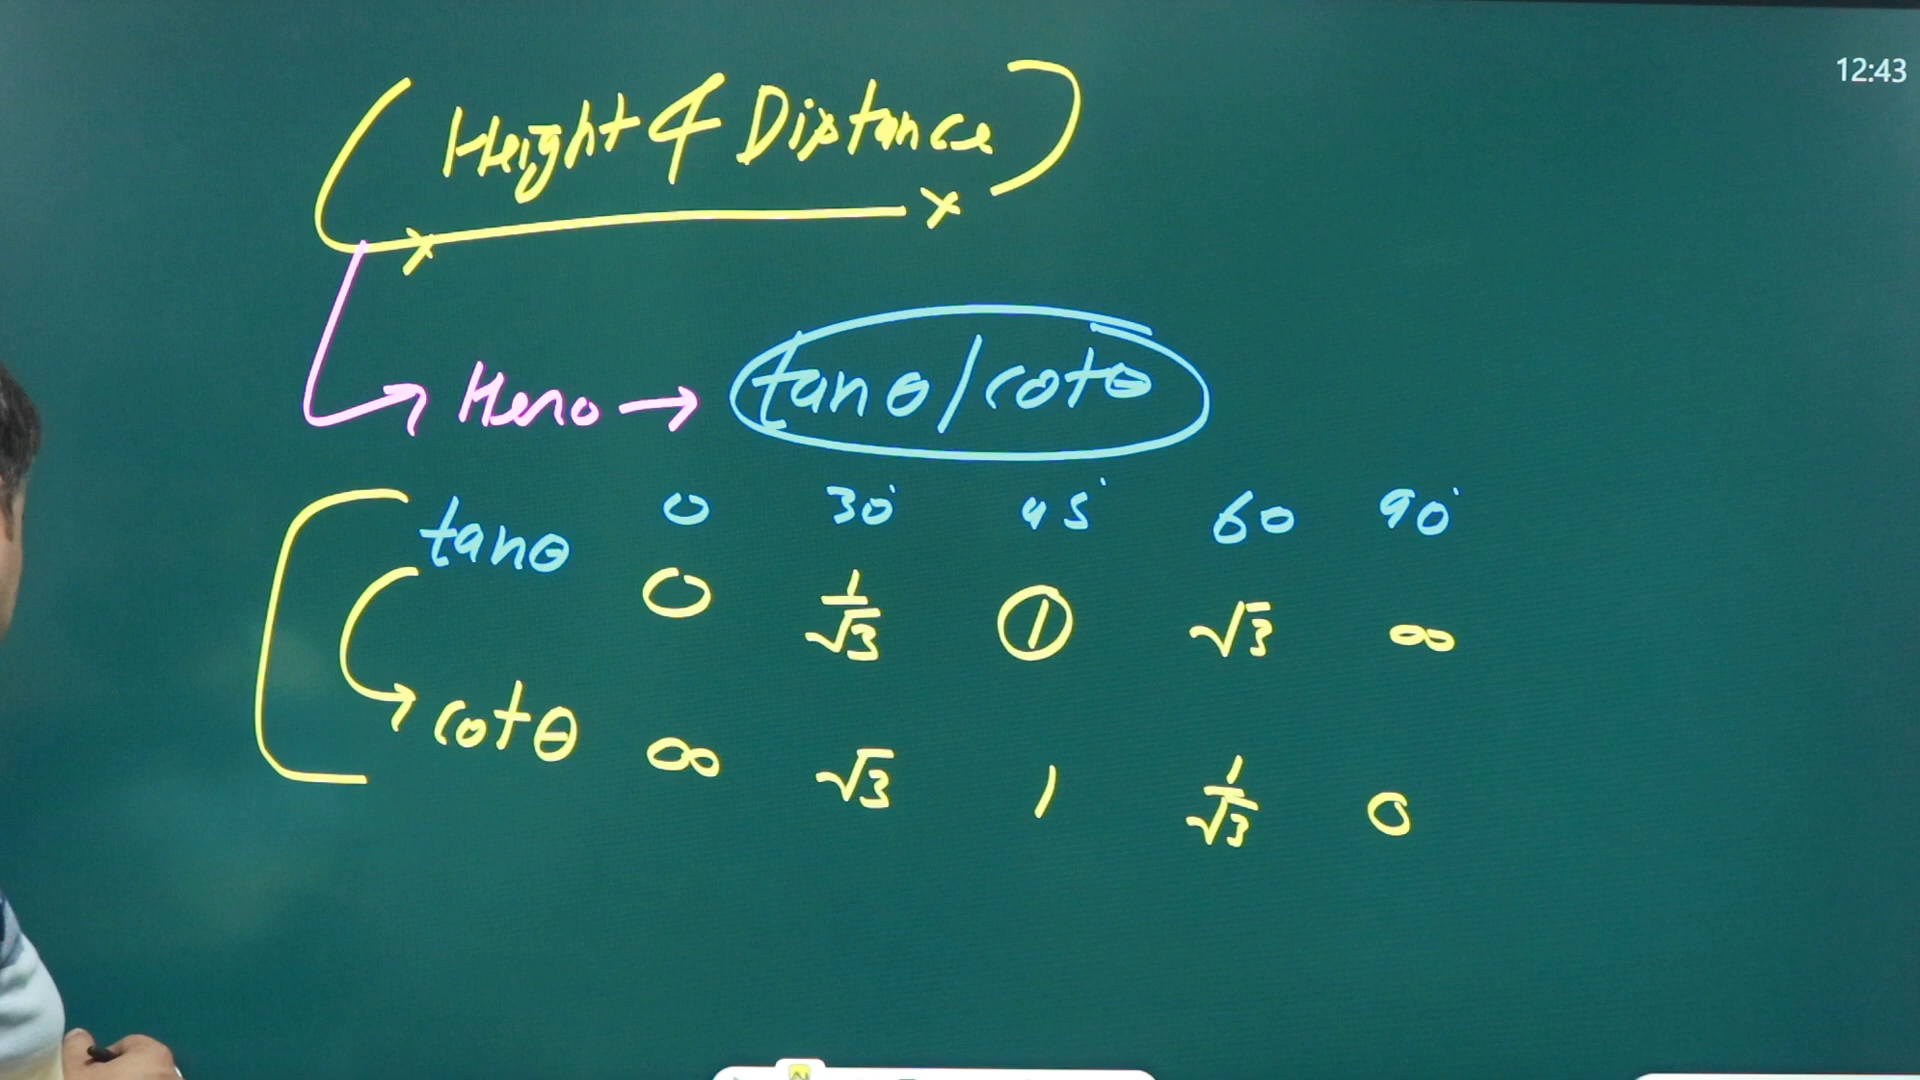 12:43
(Height & Distance)
Hero → tanθ/cotθ
tanθ 0 30° 45° 60 90°
0 1/√3 1 √3 ∞
cotθ ∞ √3 1 1/√3 0